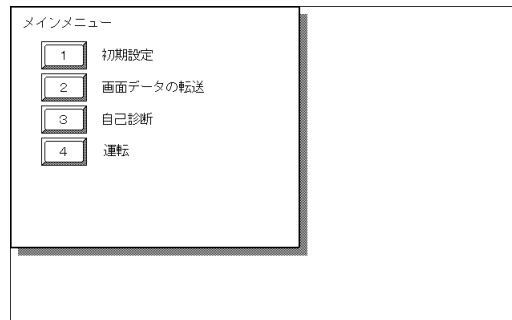 メインメニュー
1 初期設定
2 画面データの転送
3 自己診断
4 運転